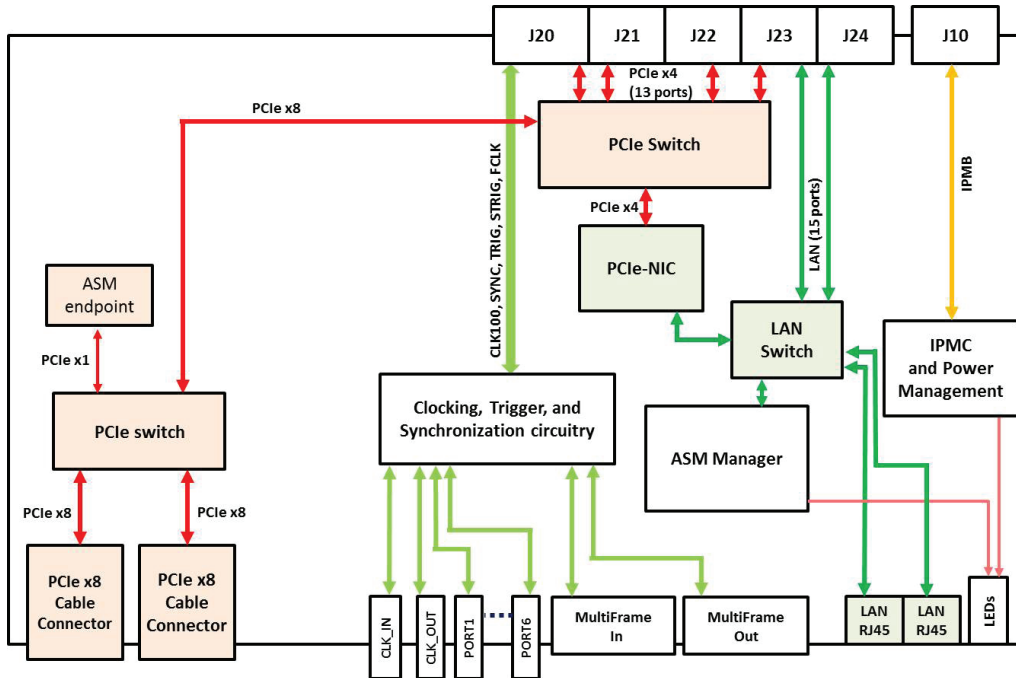 J20
J21
J22
J23
J24
J10
PCIe x4
(13 ports)
PCIe x8
PCIe Switch
CLK100, SYNC, TRIG, STRIG, FCLK
LAN (15 ports)
IPMB
PCIe x4
PCIe-NIC
ASM
endpoint
LAN
Switch
IPMC
and Power
Management
PCIe x1
Clocking, Trigger, and
Synchronization circuitry
PCIe switch
ASM Manager
PCIe x8
PCIe x8
PCIe x8
Cable
Connector
PCIe x8
Cable
Connector
CLK_IN
CLK_OUT
PORT1
PORT6
MultiFrame
In
MultiFrame
Out
LAN
RJ45
LAN
RJ45
LEDs